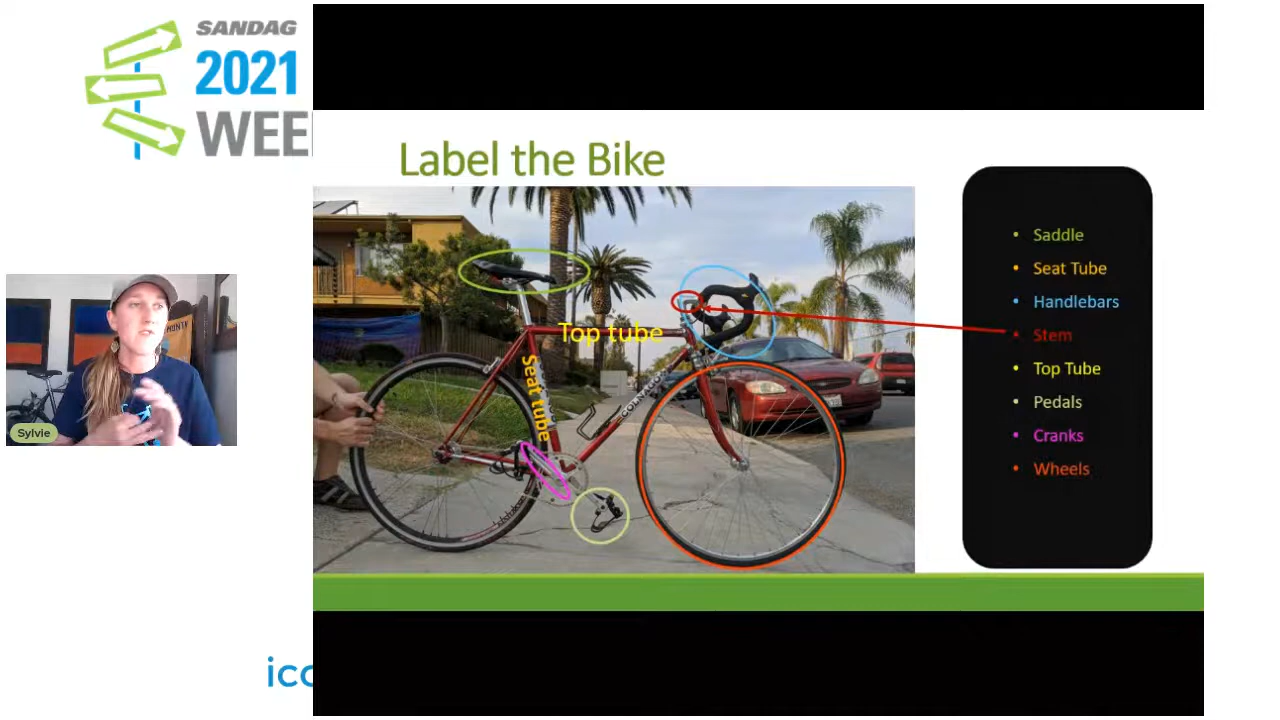 SANDAG
2021
WEE
Label the Bike
Saddle
Seat Tube
Handlebars
Stem
Top Tube
Pedals
Cranks
Wheels
Top tube
Seat tube
Sylvie
ico